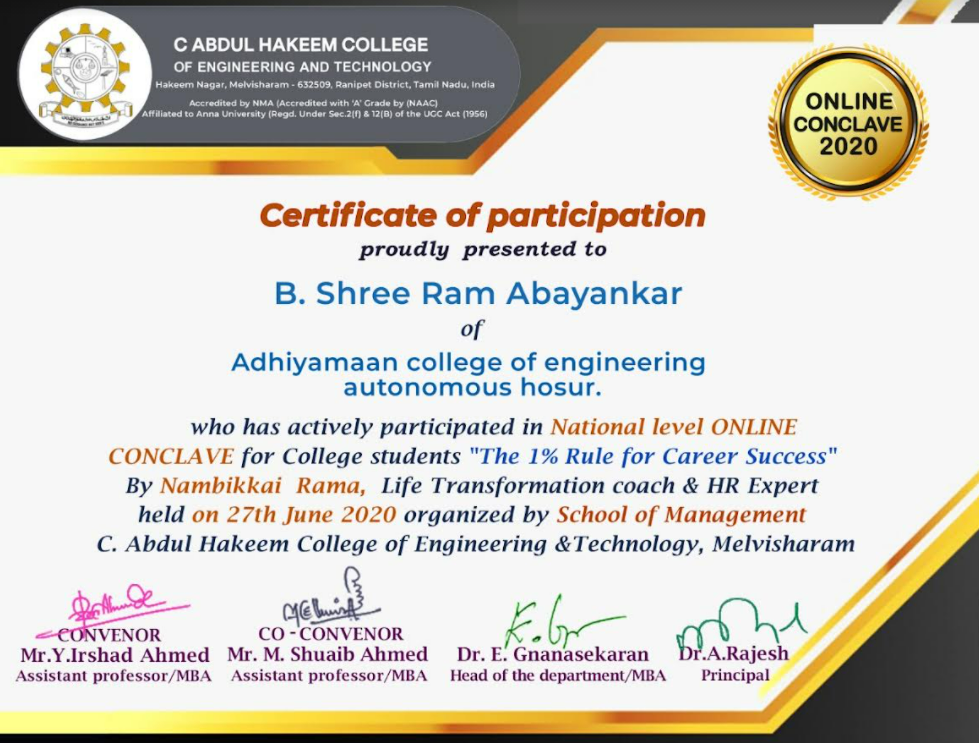 C ABDUL HAKEEM COLLEGE
OF ENGINEERING AND TECHNOLOGY
Hakeem Nagar, Melvisharam - 632509, Ranipet District, Tamil Nadu, India
Accredited by NMA (Accredited with 'A' Grade by (NAAC)
Affiliated to Anna University (Regd. Under Sec.2(f) & 12(B) of the UGC Act (1956)
ONLINE
CONCLAVE
2020
Certificate of participation
proudly presented to
B. Shree Ram Abayankar
of
Adhiyamaan college of engineering
autonomous hosur.
who has actively participated in National level ONLINE
CONCLAVE for College students "The 1% Rule for Career Success"
By Nambikkai Rama, Life Transformation coach & HR Expert
held on 27th June 2020 organized by School of Management
C. Abdul Hakeem College of Engineering &Technology, Melvisharam
CONVENOR
Mr.Y.Irshad Ahmed
Assistant professor/MBA
CO - CONVENOR
Mr. M. Shuaib Ahmed
Assistant professor/MBA
Dr. E. Gnanasekaran
Head of the department/MBA
Dr.A.Rajesh
Principal